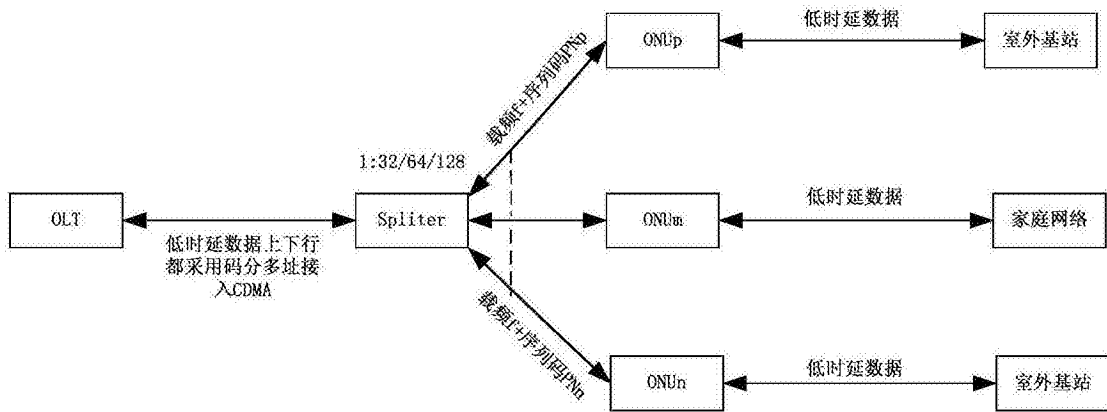 ONUp
低时延数据
室外基站
载频f+序列码PNp
1:32/64/128
OLT
低时延数据上下行
都采用码分多址接
入CDMA
Spliter
ONUm
低时延数据
家庭网络
载频f+序列码PNn
ONUn
低时延数据
室外基站